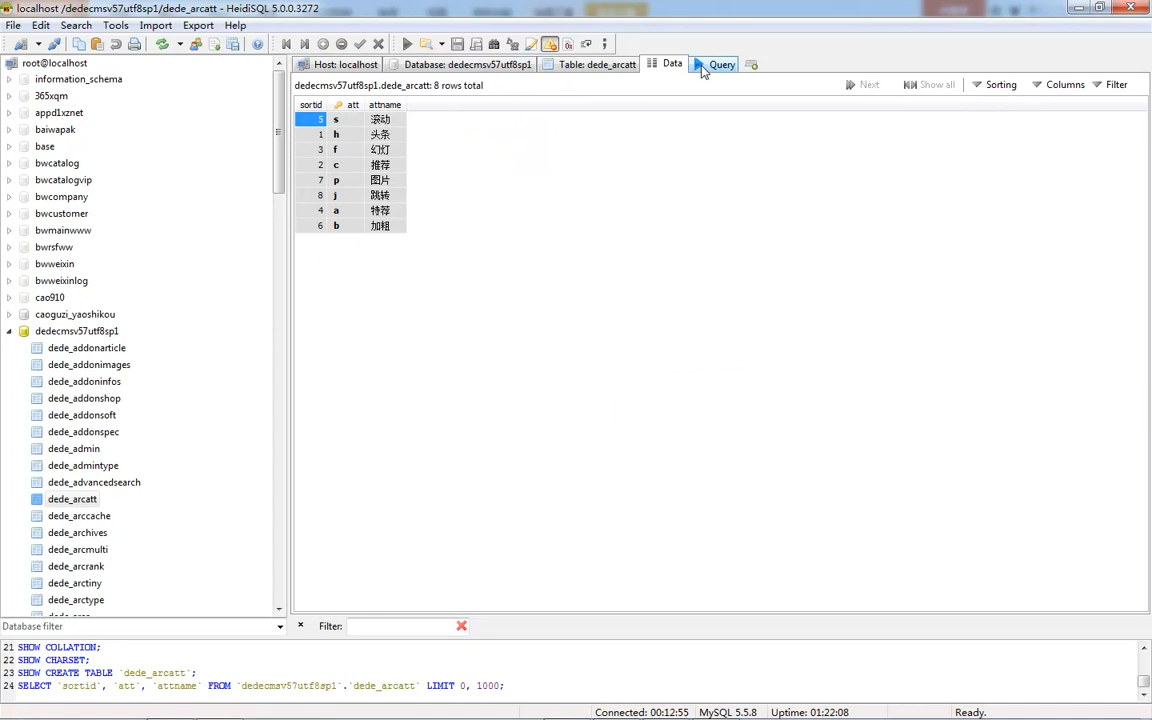 localhost /dedecmsv57utf8sp1/dede_arcatt - HeidiSQL 5.0.0.3272
File Edit Search Tools Import Export Help
root@localhost
information_schema
365xqm
appd1xznet
baiwapak
base
bwcatalog
bwcatalogvip
bwcompany
bwcustomer
bwmainwww
bwrsfww
bwweixin
bwweixinlog
cao910
caoguzi_yaoshikou
dedecmsv57utf8sp1
dede_addonarticle
dede_addonimages
dede_addoninfos
dede_addonshop
dede_addonsoft
dede_addonspec
dede_admin
dede_admintype
dede_advancedsearch
dede_arcatt
dede_arccache
dede_archives
dede_arcmulti
dede_arcrank
dede_arctiny
dede_arctype
Host: localhost Database: dedecmsv57utf8sp1 Table: dede_arcatt Data Query
dedecmsv57utf8sp1.dede_arcatt: 8 rows total Next Show all Sorting Columns Filter
sortid att attname
5 s 滚动
1 h 头条
3 f 幻灯
2 c 推荐
7 p 图片
8 j 跳转
4 a 特荐
6 b 加粗
Database filter × Filter:
21 SHOW COLLATION;
22 SHOW CHARSET;
23 SHOW CREATE TABLE `dede_arcatt`;
24 SELECT `sortid`, `att`, `attname` FROM `dedecmsv57utf8sp1`.`dede_arcatt` LIMIT 0, 1000;
Connected: 00:12:55 MySQL 5.5.8 Uptime: 01:22:08 Ready.